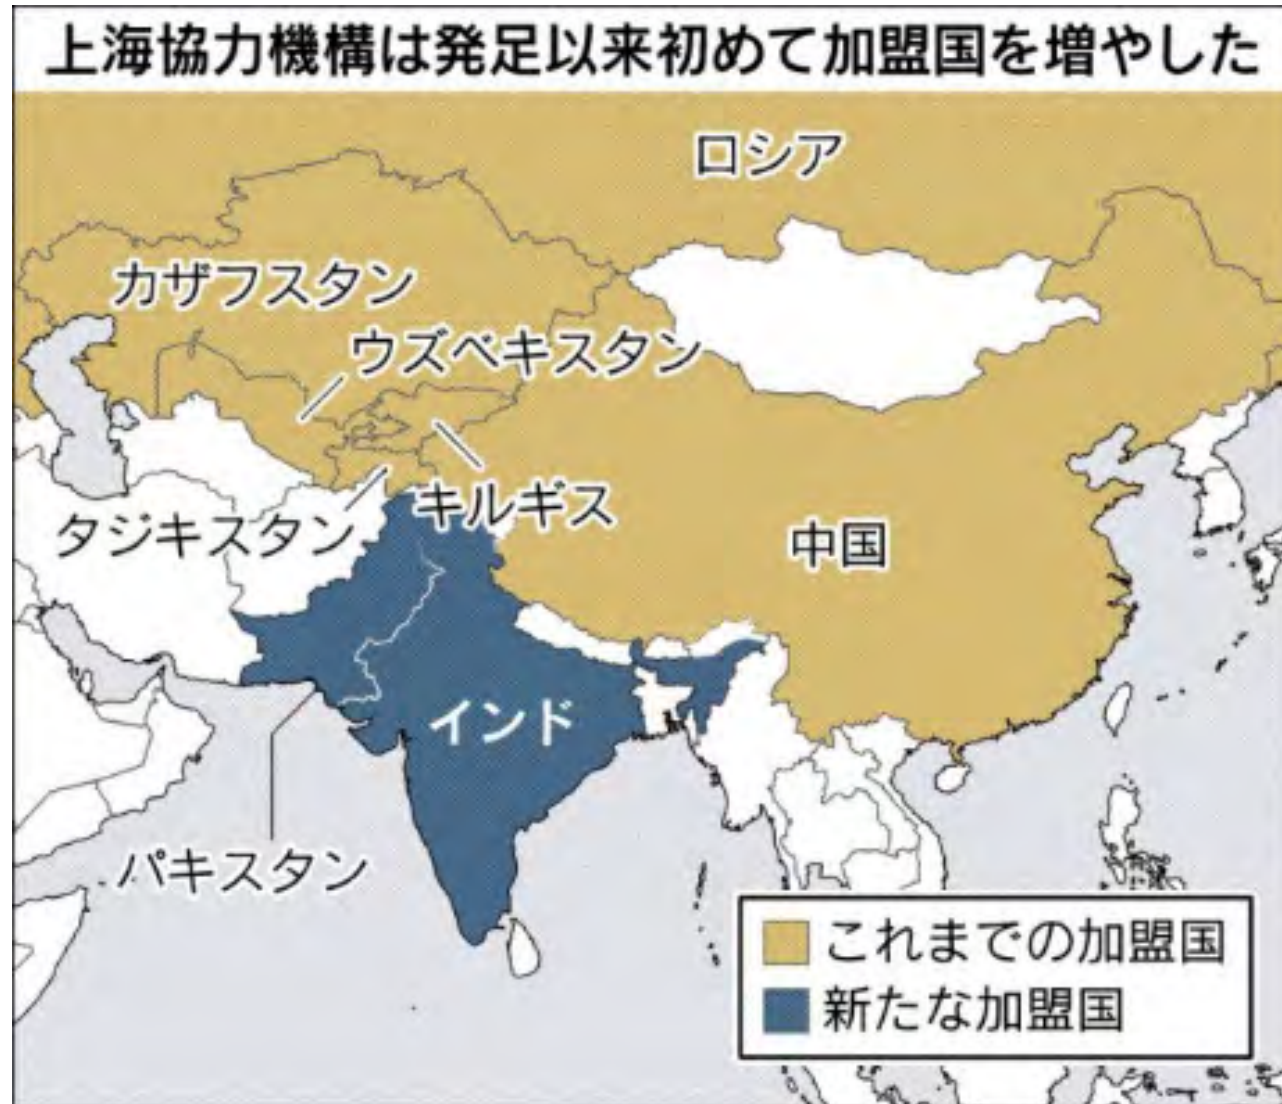 上海協力機構は発足以来初めて加盟国を増やした
ロシア
カザフスタン
ウズベキスタン
キルギス
タジキスタン
中国
インド
パキスタン
これまでの加盟国
新たな加盟国